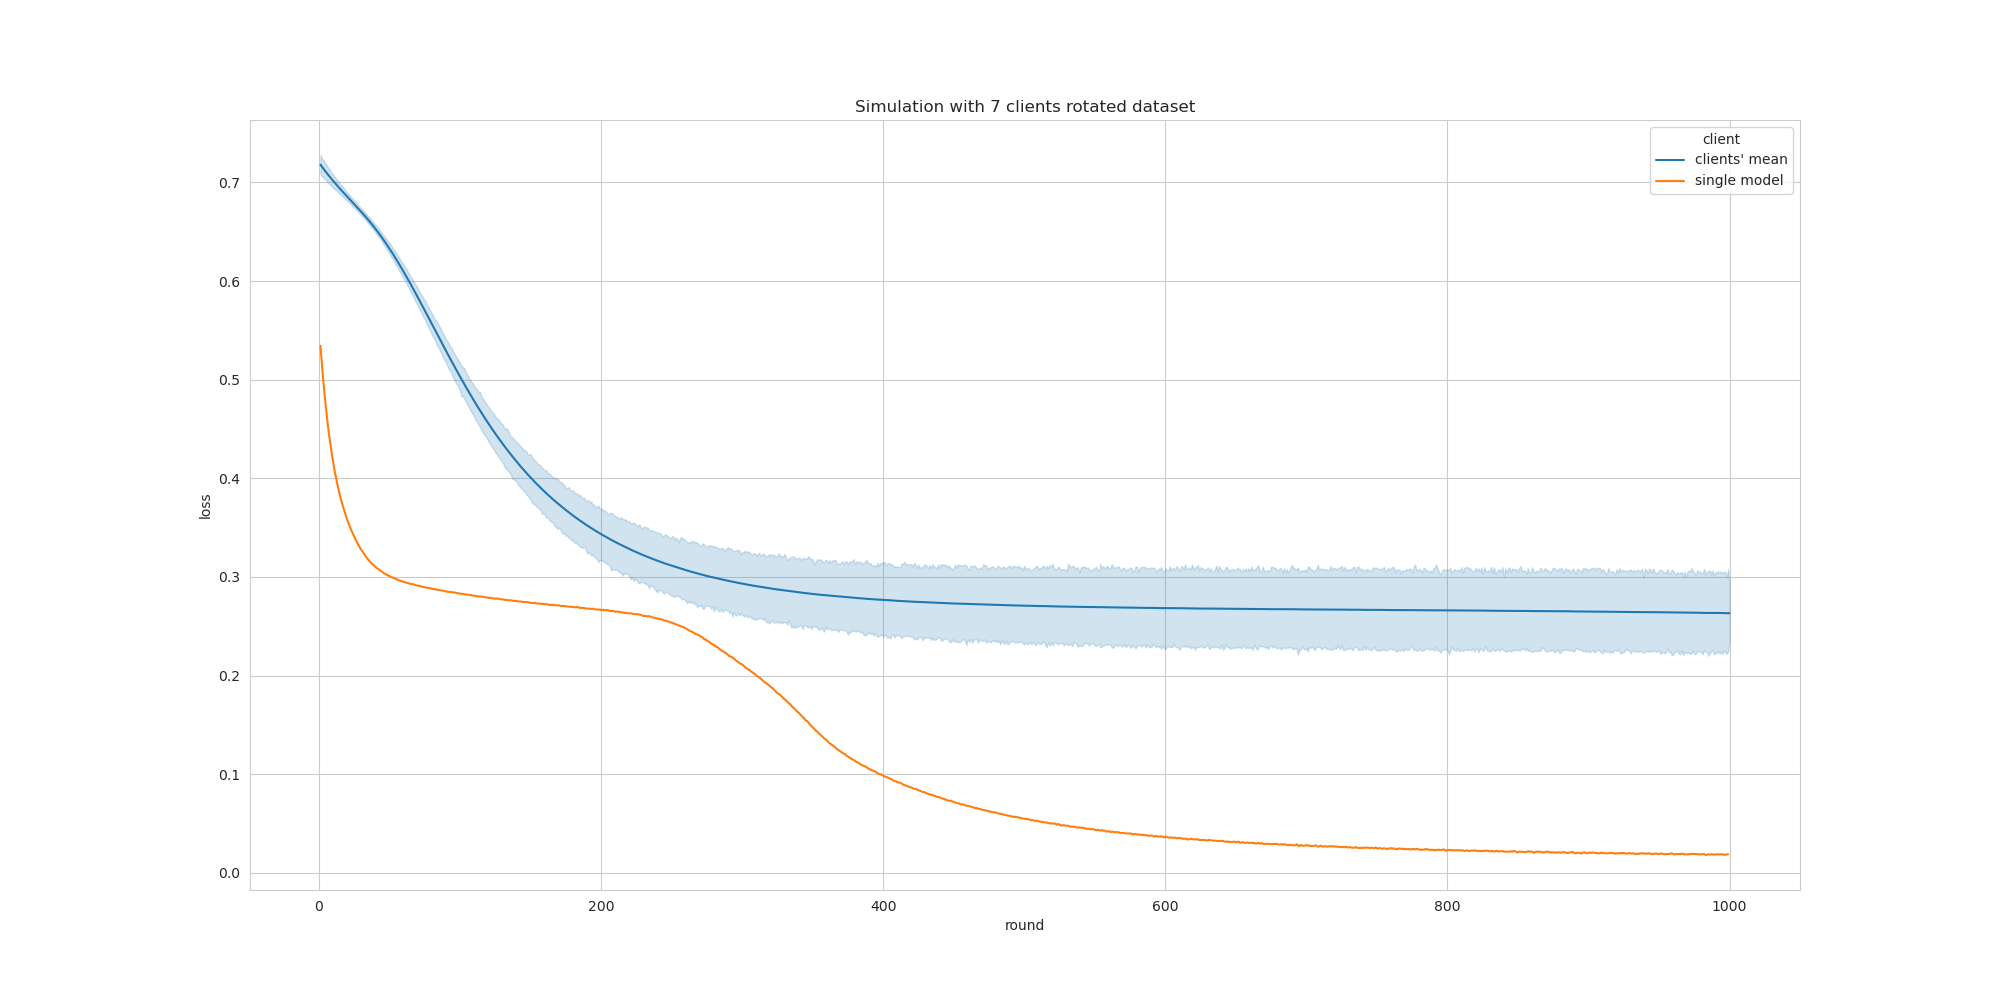 Simulation with 7 clients rotated dataset
client
clients' mean
single model
0.7
0.6
0.5
0.4
0.3
0.2
0.1
0.0
loss
0 200 400 600 800 1000
round